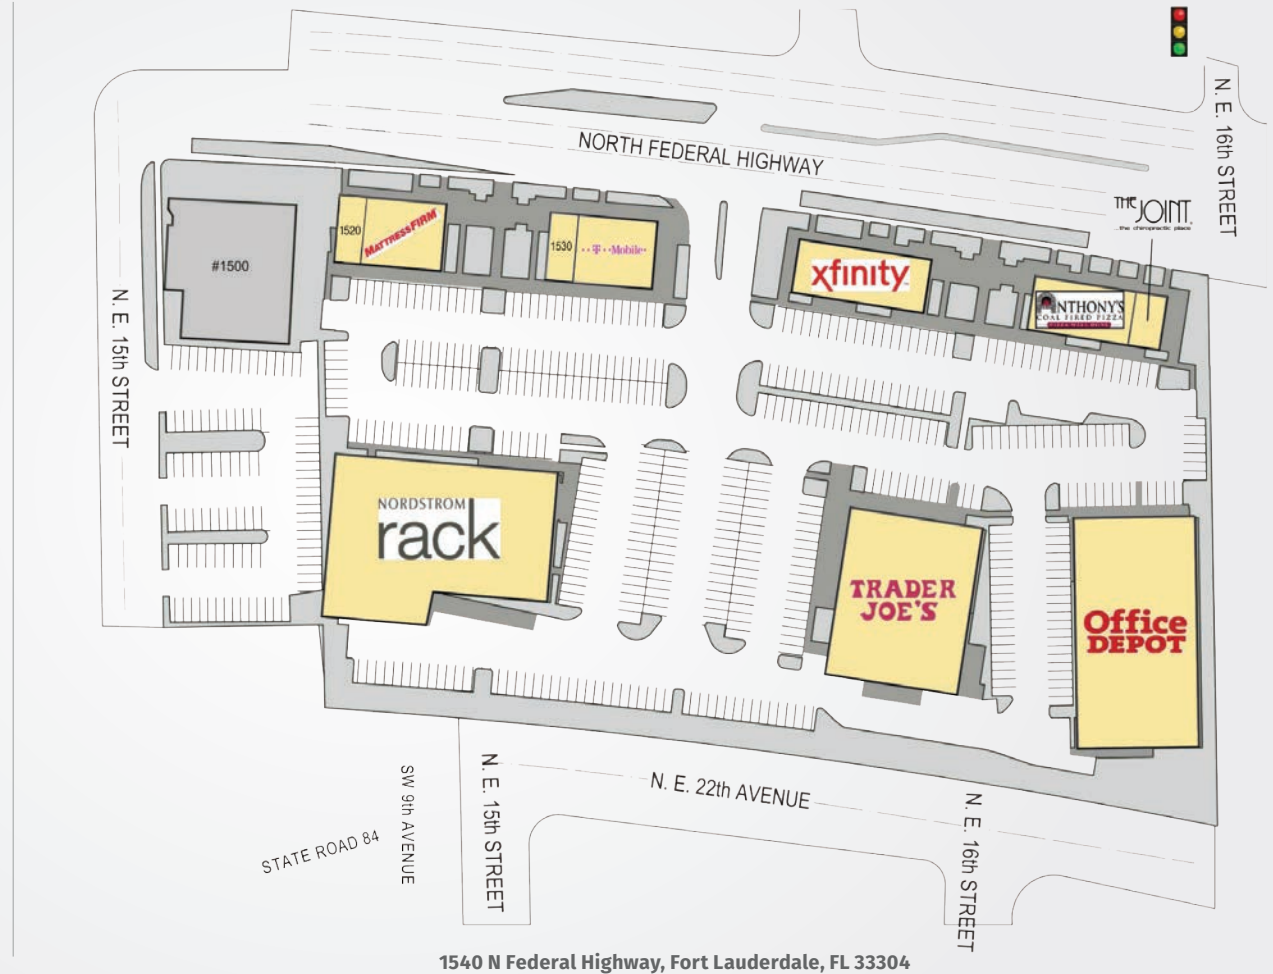 NORTH FEDERAL HIGHWAY
N. E. 16th STREET
THE JOINT
...the chiropractic place
#1500
1520
MATTRESS FIRM
1530
T Mobile
xfinity
ANTHONY'S
COAL FIRED PIZZA
N. E. 15th STREET
NORDSTROM
rack
TRADER
JOE'S
Office
DEPOT
N. E. 22th AVENUE
STATE ROAD 84
SW 9th AVENUE
N. E. 15th STREET
N. E. 16th STREET
1540 N Federal Highway, Fort Lauderdale, FL 33304